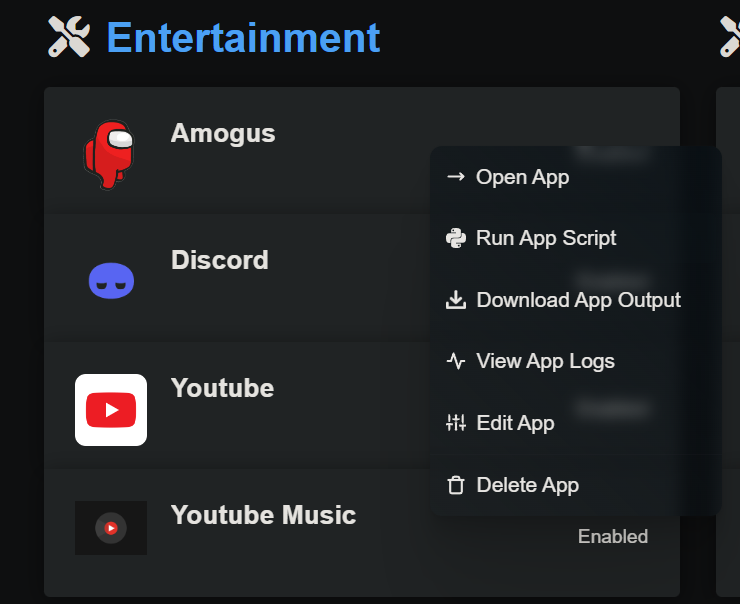 Entertainment
Amogus
Open App
Run App Script
Discord
Download App Output
View App Logs
Youtube
Edit App
Delete App
Youtube Music
Enabled